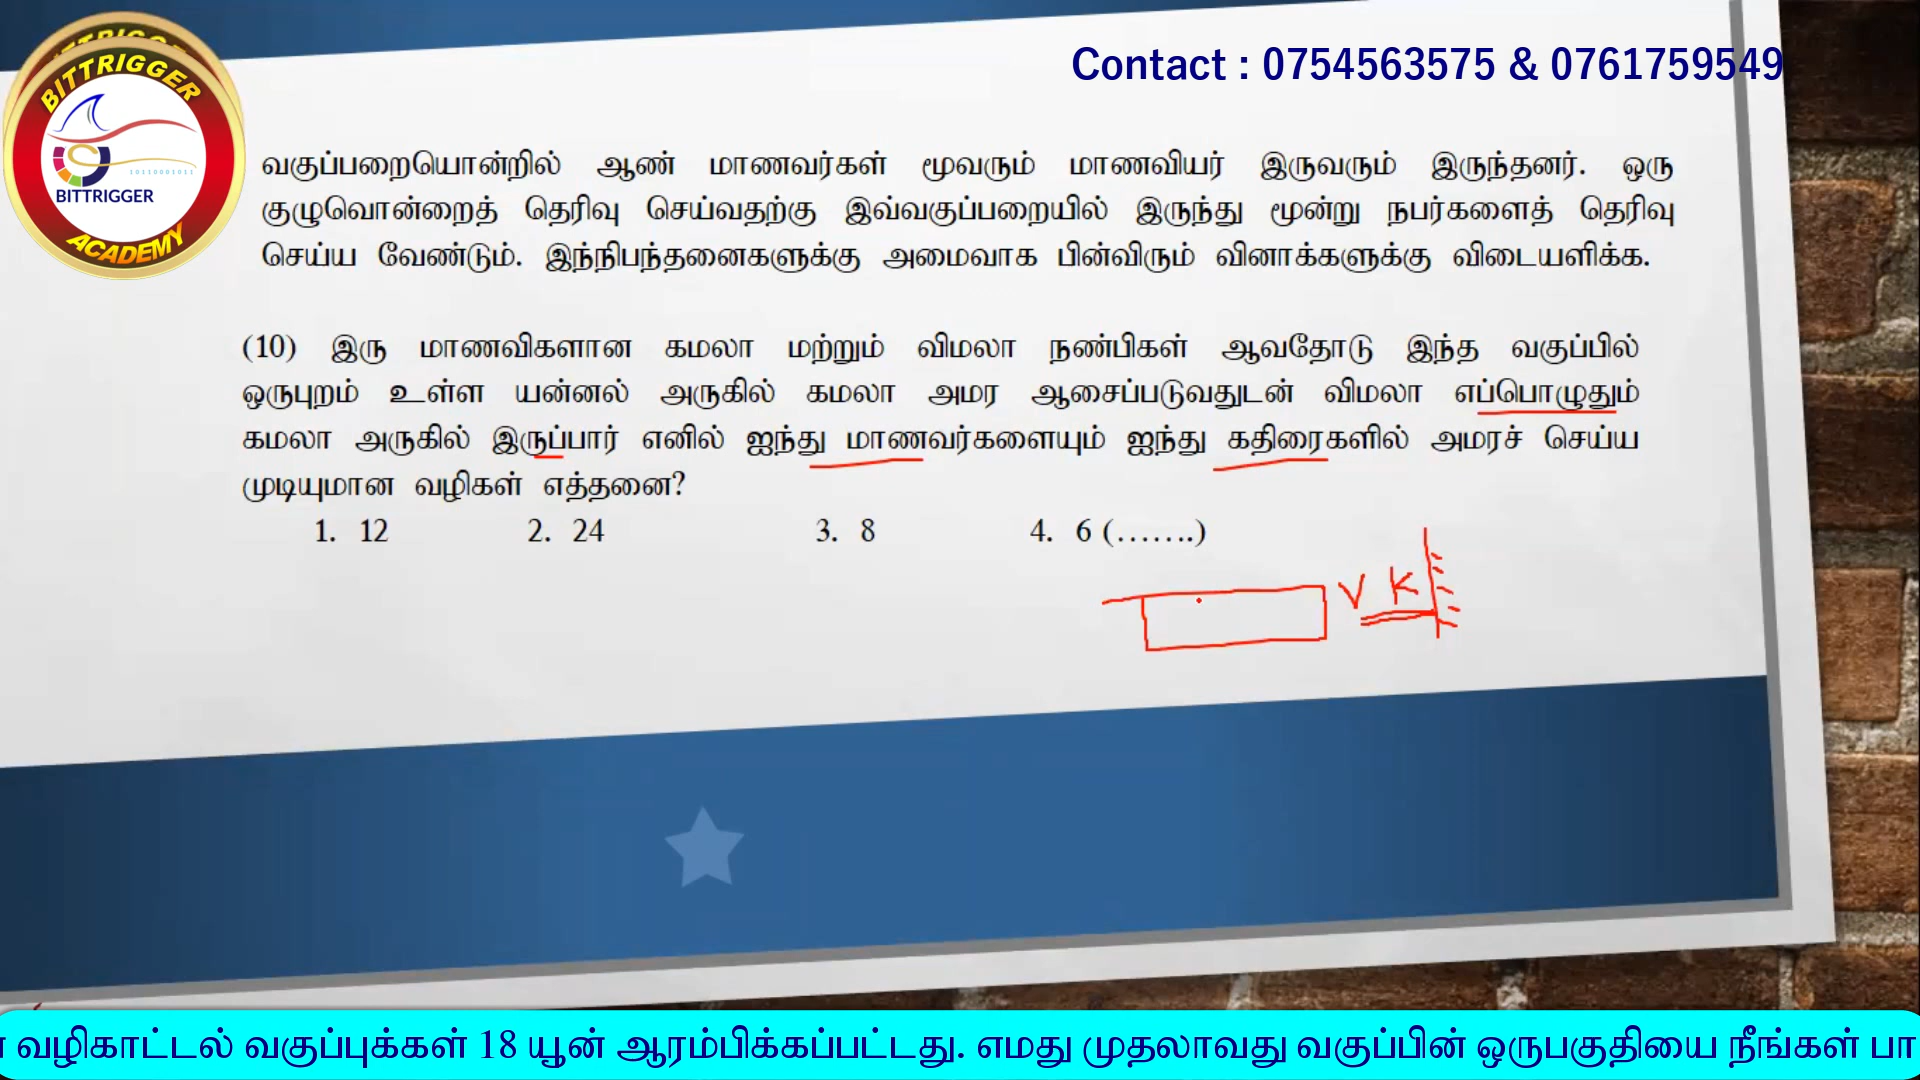 BITTRIGGER
ACADEMY
10110001011
BITTRIGGER
Contact : 0754563575 & 0761759549
வகுப்பறையொன்றில் ஆண் மாணவர்கள் மூவரும் மாணவியர் இருவரும் இருந்தனர். ஒரு
குழுவொன்றைத் தெரிவு செய்வதற்கு இவ்வகுப்பறையில் இருந்து மூன்று நபர்களைத் தெரிவு
செய்ய வேண்டும். இந்நிபந்தனைகளுக்கு அமைவாக பின்விரும் வினாக்களுக்கு விடையளிக்க.
(10) இரு மாணவிகளான கமலா மற்றும் விமலா நண்பிகள் ஆவதோடு இந்த வகுப்பில்
ஒருபுறம் உள்ள யன்னல் அருகில் கமலா அமர ஆசைப்படுவதுடன் விமலா எப்பொழுதும்
கமலா அருகில் இருப்பார் எனில் ஐந்து மாணவர்களையும் ஐந்து கதிரைகளில் அமரச் செய்ய
முடியுமான வழிகள் எத்தனை?
1. 12 2. 24 3. 8 4. 6 (.......)
V K
வழிகாட்டல் வகுப்புக்கள் 18 யூன் ஆரம்பிக்கப்பட்டது. எமது முதலாவது வகுப்பின் ஒருபகுதியை நீங்கள் பா